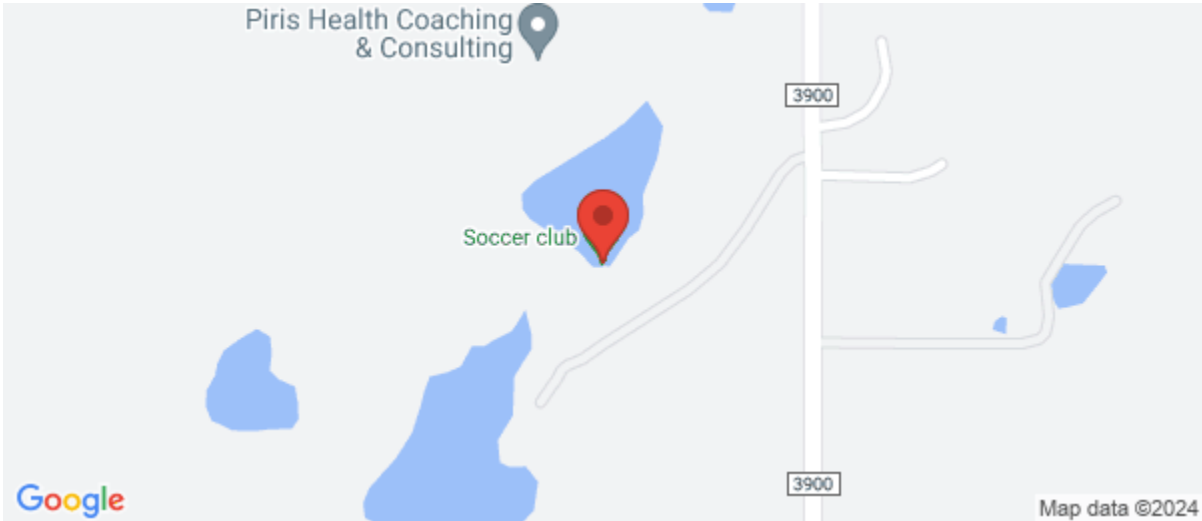 Piris Health Coaching
& Consulting
3900
Soccer club
3900
Google
Map data ©2024